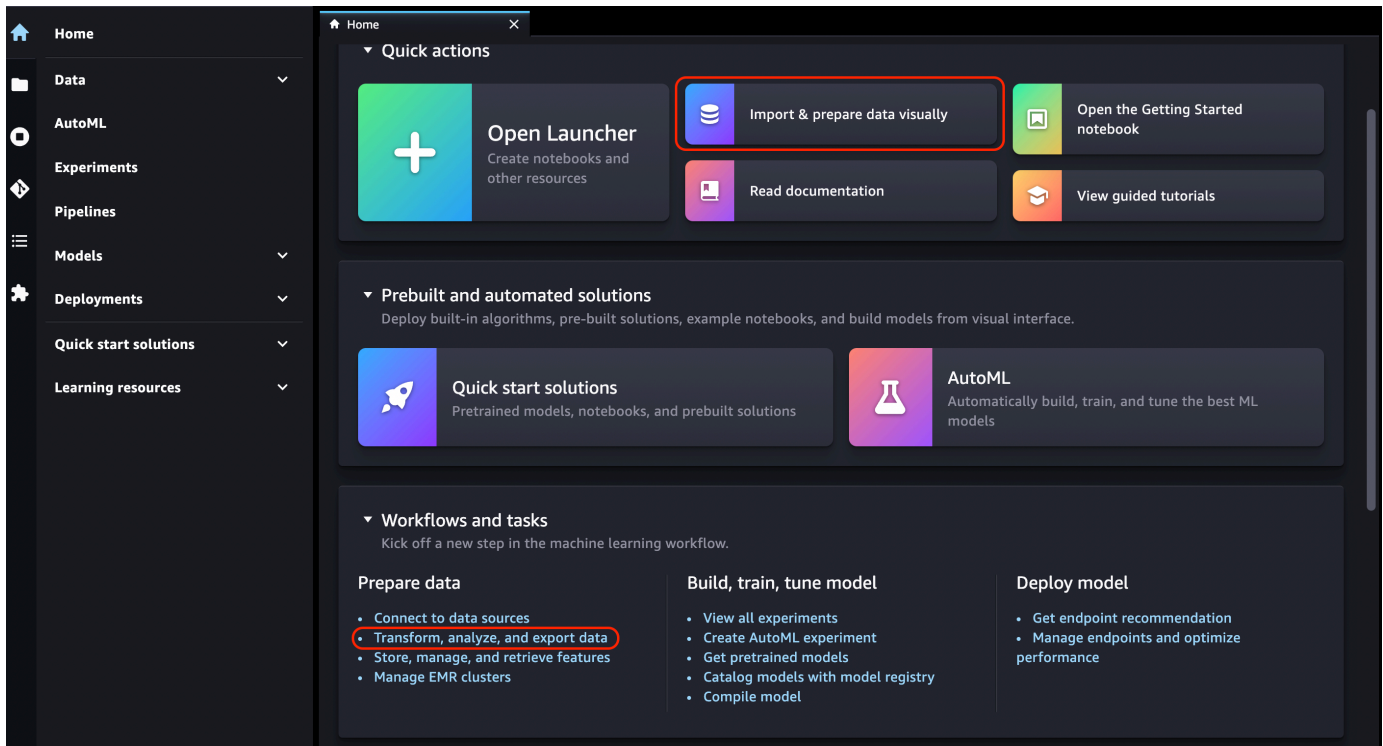 Home
Data
AutoML
Experiments
Pipelines
Models
Deployments
Quick start solutions
Learning resources
Home
Quick actions
Open Launcher
Create notebooks and
other resources
Import & prepare data visually
Read documentation
Open the Getting Started
notebook
View guided tutorials
Prebuilt and automated solutions
Deploy built-in algorithms, pre-built solutions, example notebooks, and build models from visual interface.
Quick start solutions
Pretrained models, notebooks, and prebuilt solutions
AutoML
Automatically build, train, and tune the best ML
models
Workflows and tasks
Kick off a new step in the machine learning workflow.
Prepare data
• Connect to data sources
• Transform, analyze, and export data
• Store, manage, and retrieve features
• Manage EMR clusters
Build, train, tune model
• View all experiments
• Create AutoML experiment
• Get pretrained models
• Catalog models with model registry
• Compile model
Deploy model
• Get endpoint recommendation
• Manage endpoints and optimize
performance